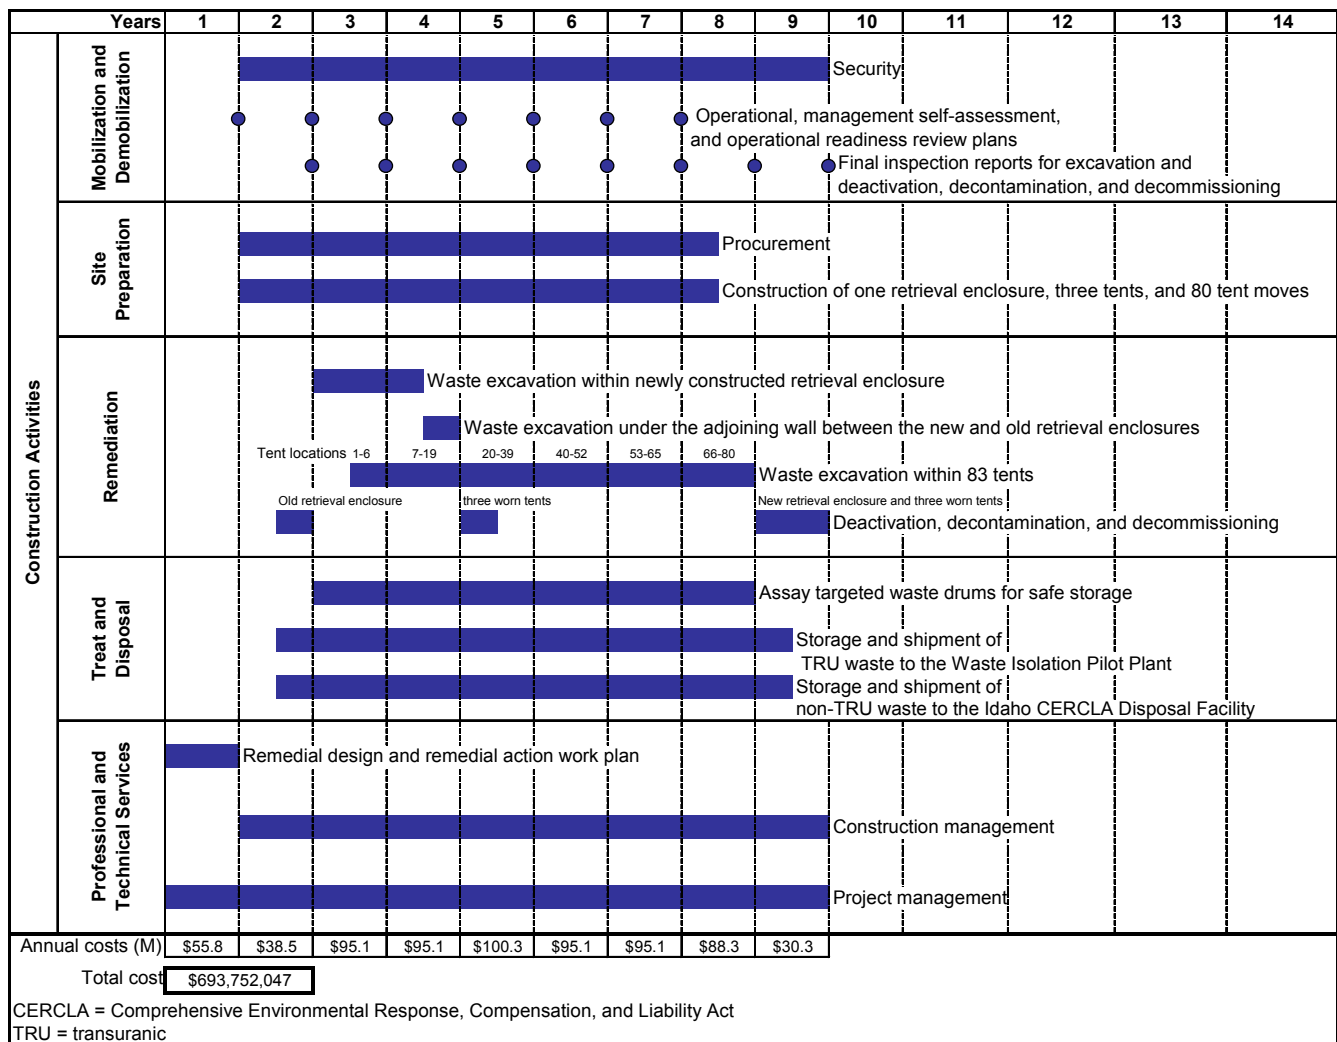 Years 1 2 3 4 5 6 7 8 9 10 11 12 13 14
Construction Activities
Mobilization and
Demobilization
Security
Operational, management self-assessment,
and operational readiness review plans
Final inspection reports for excavation and
deactivation, decontamination, and decommissioning
Site
Preparation
Procurement
Construction of one retrieval enclosure, three tents, and 80 tent moves
Remediation
Waste excavation within newly constructed retrieval enclosure
Waste excavation under the adjoining wall between the new and old retrieval enclosures
Tent locations 1-6 7-19 20-39 40-52 53-65 66-80
Waste excavation within 83 tents
Old retrieval enclosure three worn tents New retrieval enclosure and three worn tents
Deactivation, decontamination, and decommissioning
Treat and
Disposal
Assay targeted waste drums for safe storage
Storage and shipment of
TRU waste to the Waste Isolation Pilot Plant
Storage and shipment of
non-TRU waste to the Idaho CERCLA Disposal Facility
Professional and
Technical Services
Remedial design and remedial action work plan
Construction management
Project management
Annual costs (M) $55.8 $38.5 $95.1 $95.1 $100.3 $95.1 $95.1 $88.3 $30.3
Total cost $693,752,047
CERCLA = Comprehensive Environmental Response, Compensation, and Liability Act
TRU = transuranic